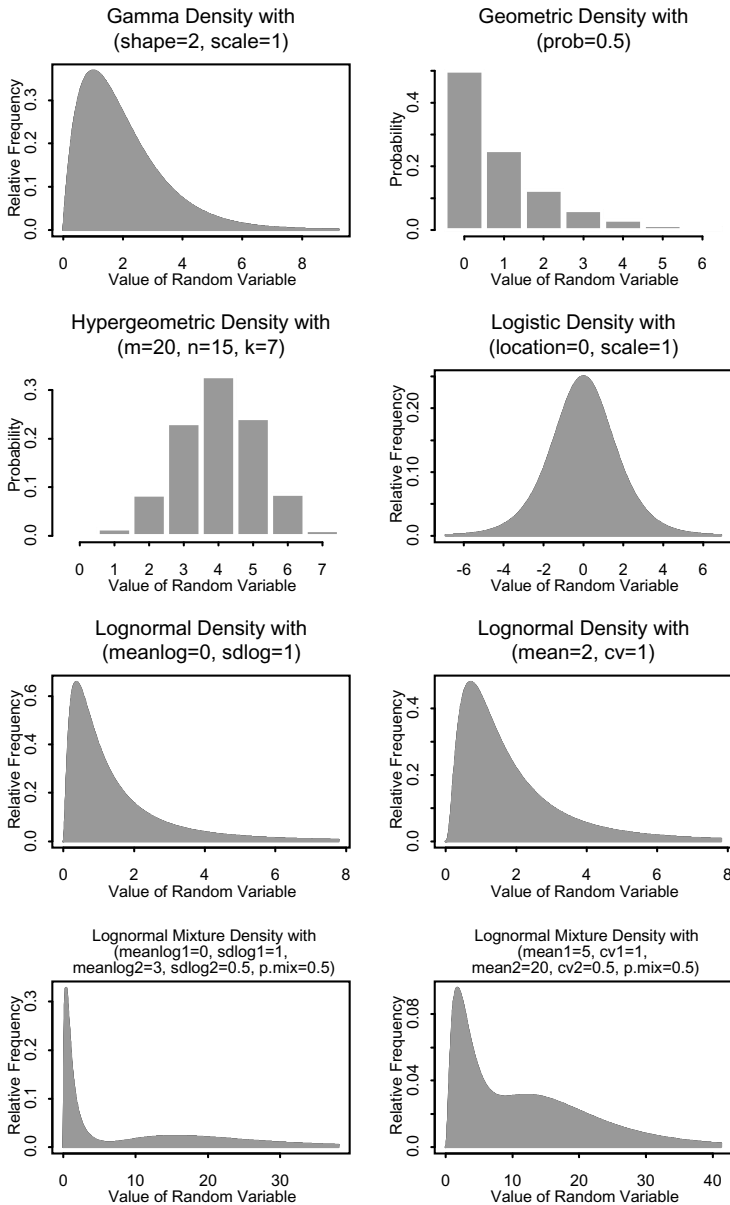 Gamma Density with
(shape=2, scale=1)
Relative Frequency
0.0 0.1 0.2 0.3
0 2 4 6 8
Value of Random Variable
Geometric Density with
(prob=0.5)
Probability
0.0 0.2 0.4
0 1 2 3 4 5 6
Value of Random Variable
Hypergeometric Density with
(m=20, n=15, k=7)
Probability
0.0 0.1 0.2 0.3
0 1 2 3 4 5 6 7
Value of Random Variable
Logistic Density with
(location=0, scale=1)
Relative Frequency
0.00 0.10 0.20
-6 -4 -2 0 2 4 6
Value of Random Variable
Lognormal Density with
(meanlog=0, sdlog=1)
Relative Frequency
0.0 0.2 0.4 0.6
0 2 4 6 8
Value of Random Variable
Lognormal Density with
(mean=2, cv=1)
Relative Frequency
0.0 0.2 0.4
0 2 4 6 8
Value of Random Variable
Lognormal Mixture Density with
(meanlog1=0, sdlog1=1,
meanlog2=3, sdlog2=0.5, p.mix=0.5)
Relative Frequency
0.0 0.1 0.2 0.3
0 10 20 30
Value of Random Variable
Lognormal Mixture Density with
(mean1=5, cv1=1,
mean2=20, cv2=0.5, p.mix=0.5)
Relative Frequency
0.0 0.04 0.08
0 10 20 30 40
Value of Random Variable